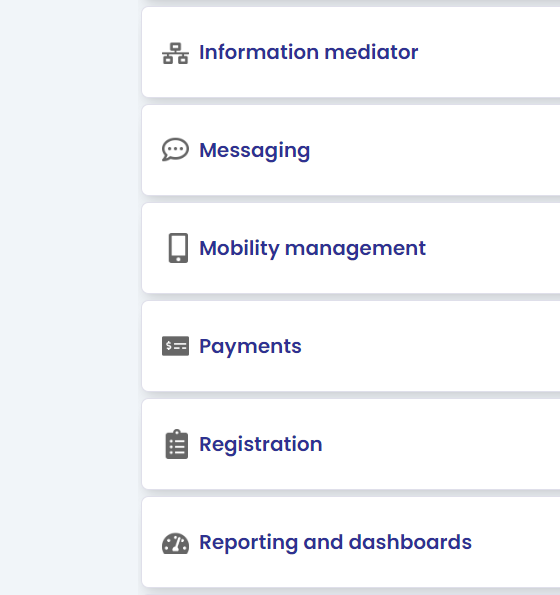 Information mediator
Messaging
Mobility management
Payments
Registration
Reporting and dashboards